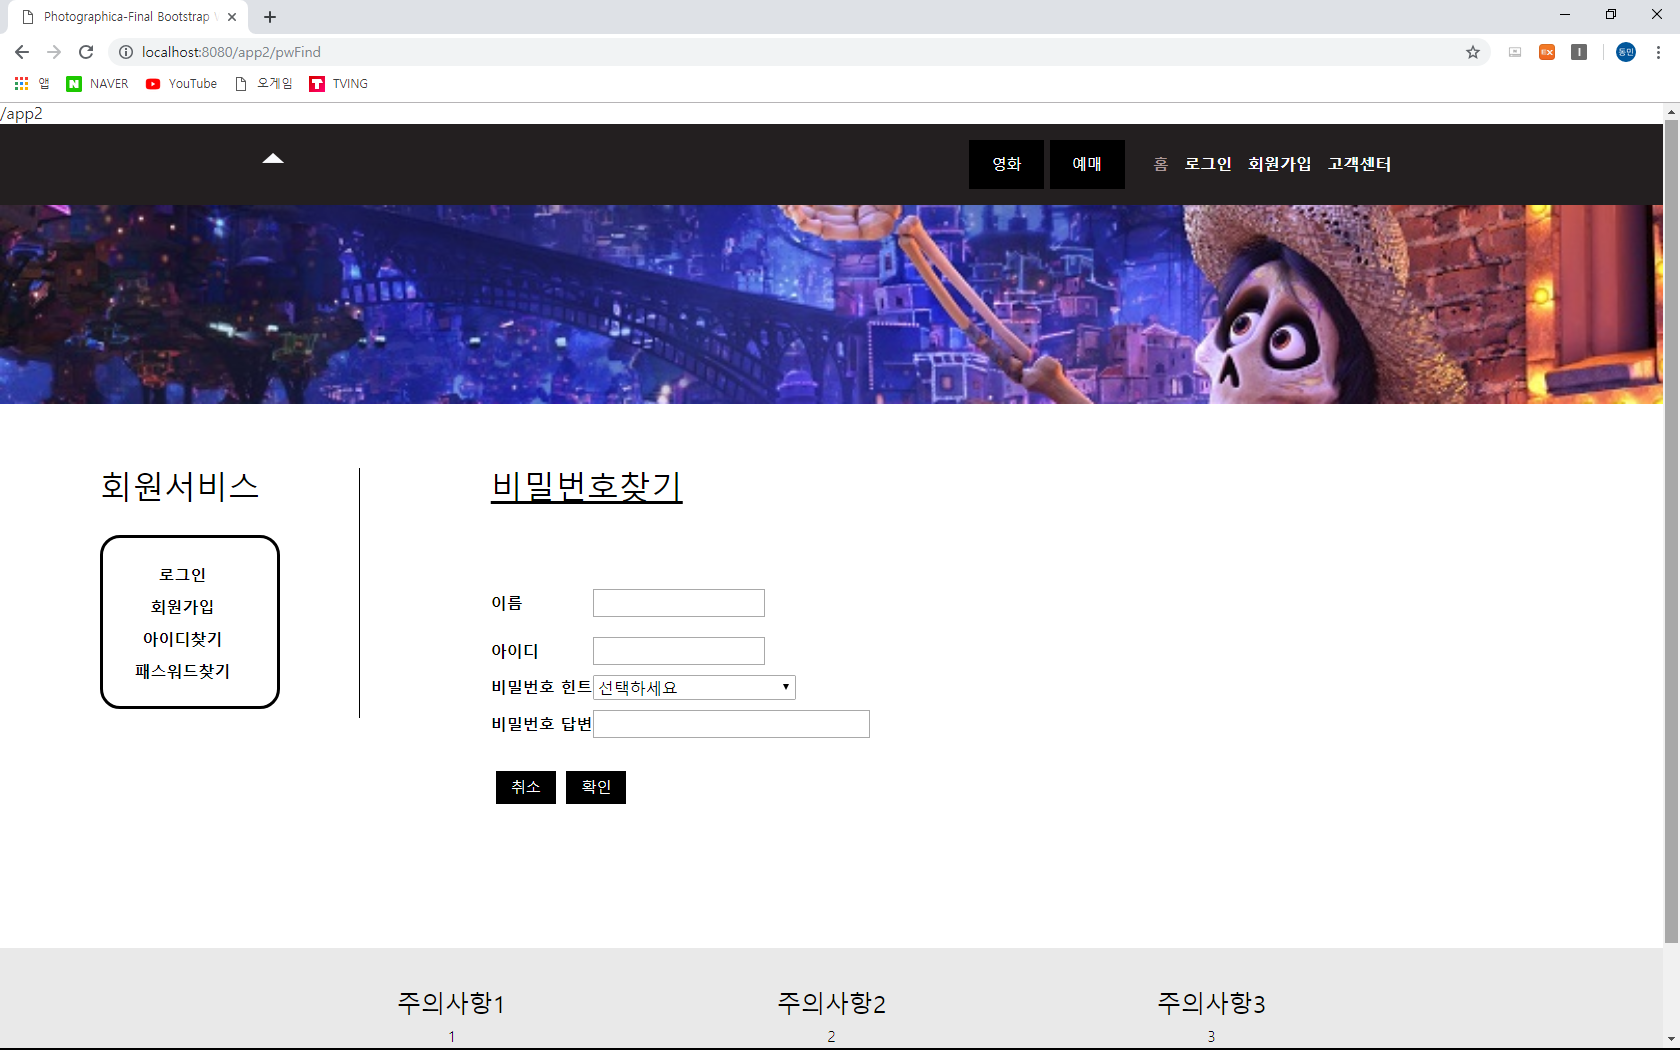 Photographica-Final Bootstrap
localhost:8080/app2/pwFind
EX
I
동민
앱
NAVER
YouTube
오게임
TVING
/app2
영화
예매
홈 로그인 회원가입 고객센터
회원서비스
로그인
회원가입
아이디찾기
패스워드찾기
비밀번호찾기
이름
아이디
비밀번호 힌트 선택하세요
비밀번호 답변
취소 확인
주의사항1 주의사항2 주의사항3
1 2 3